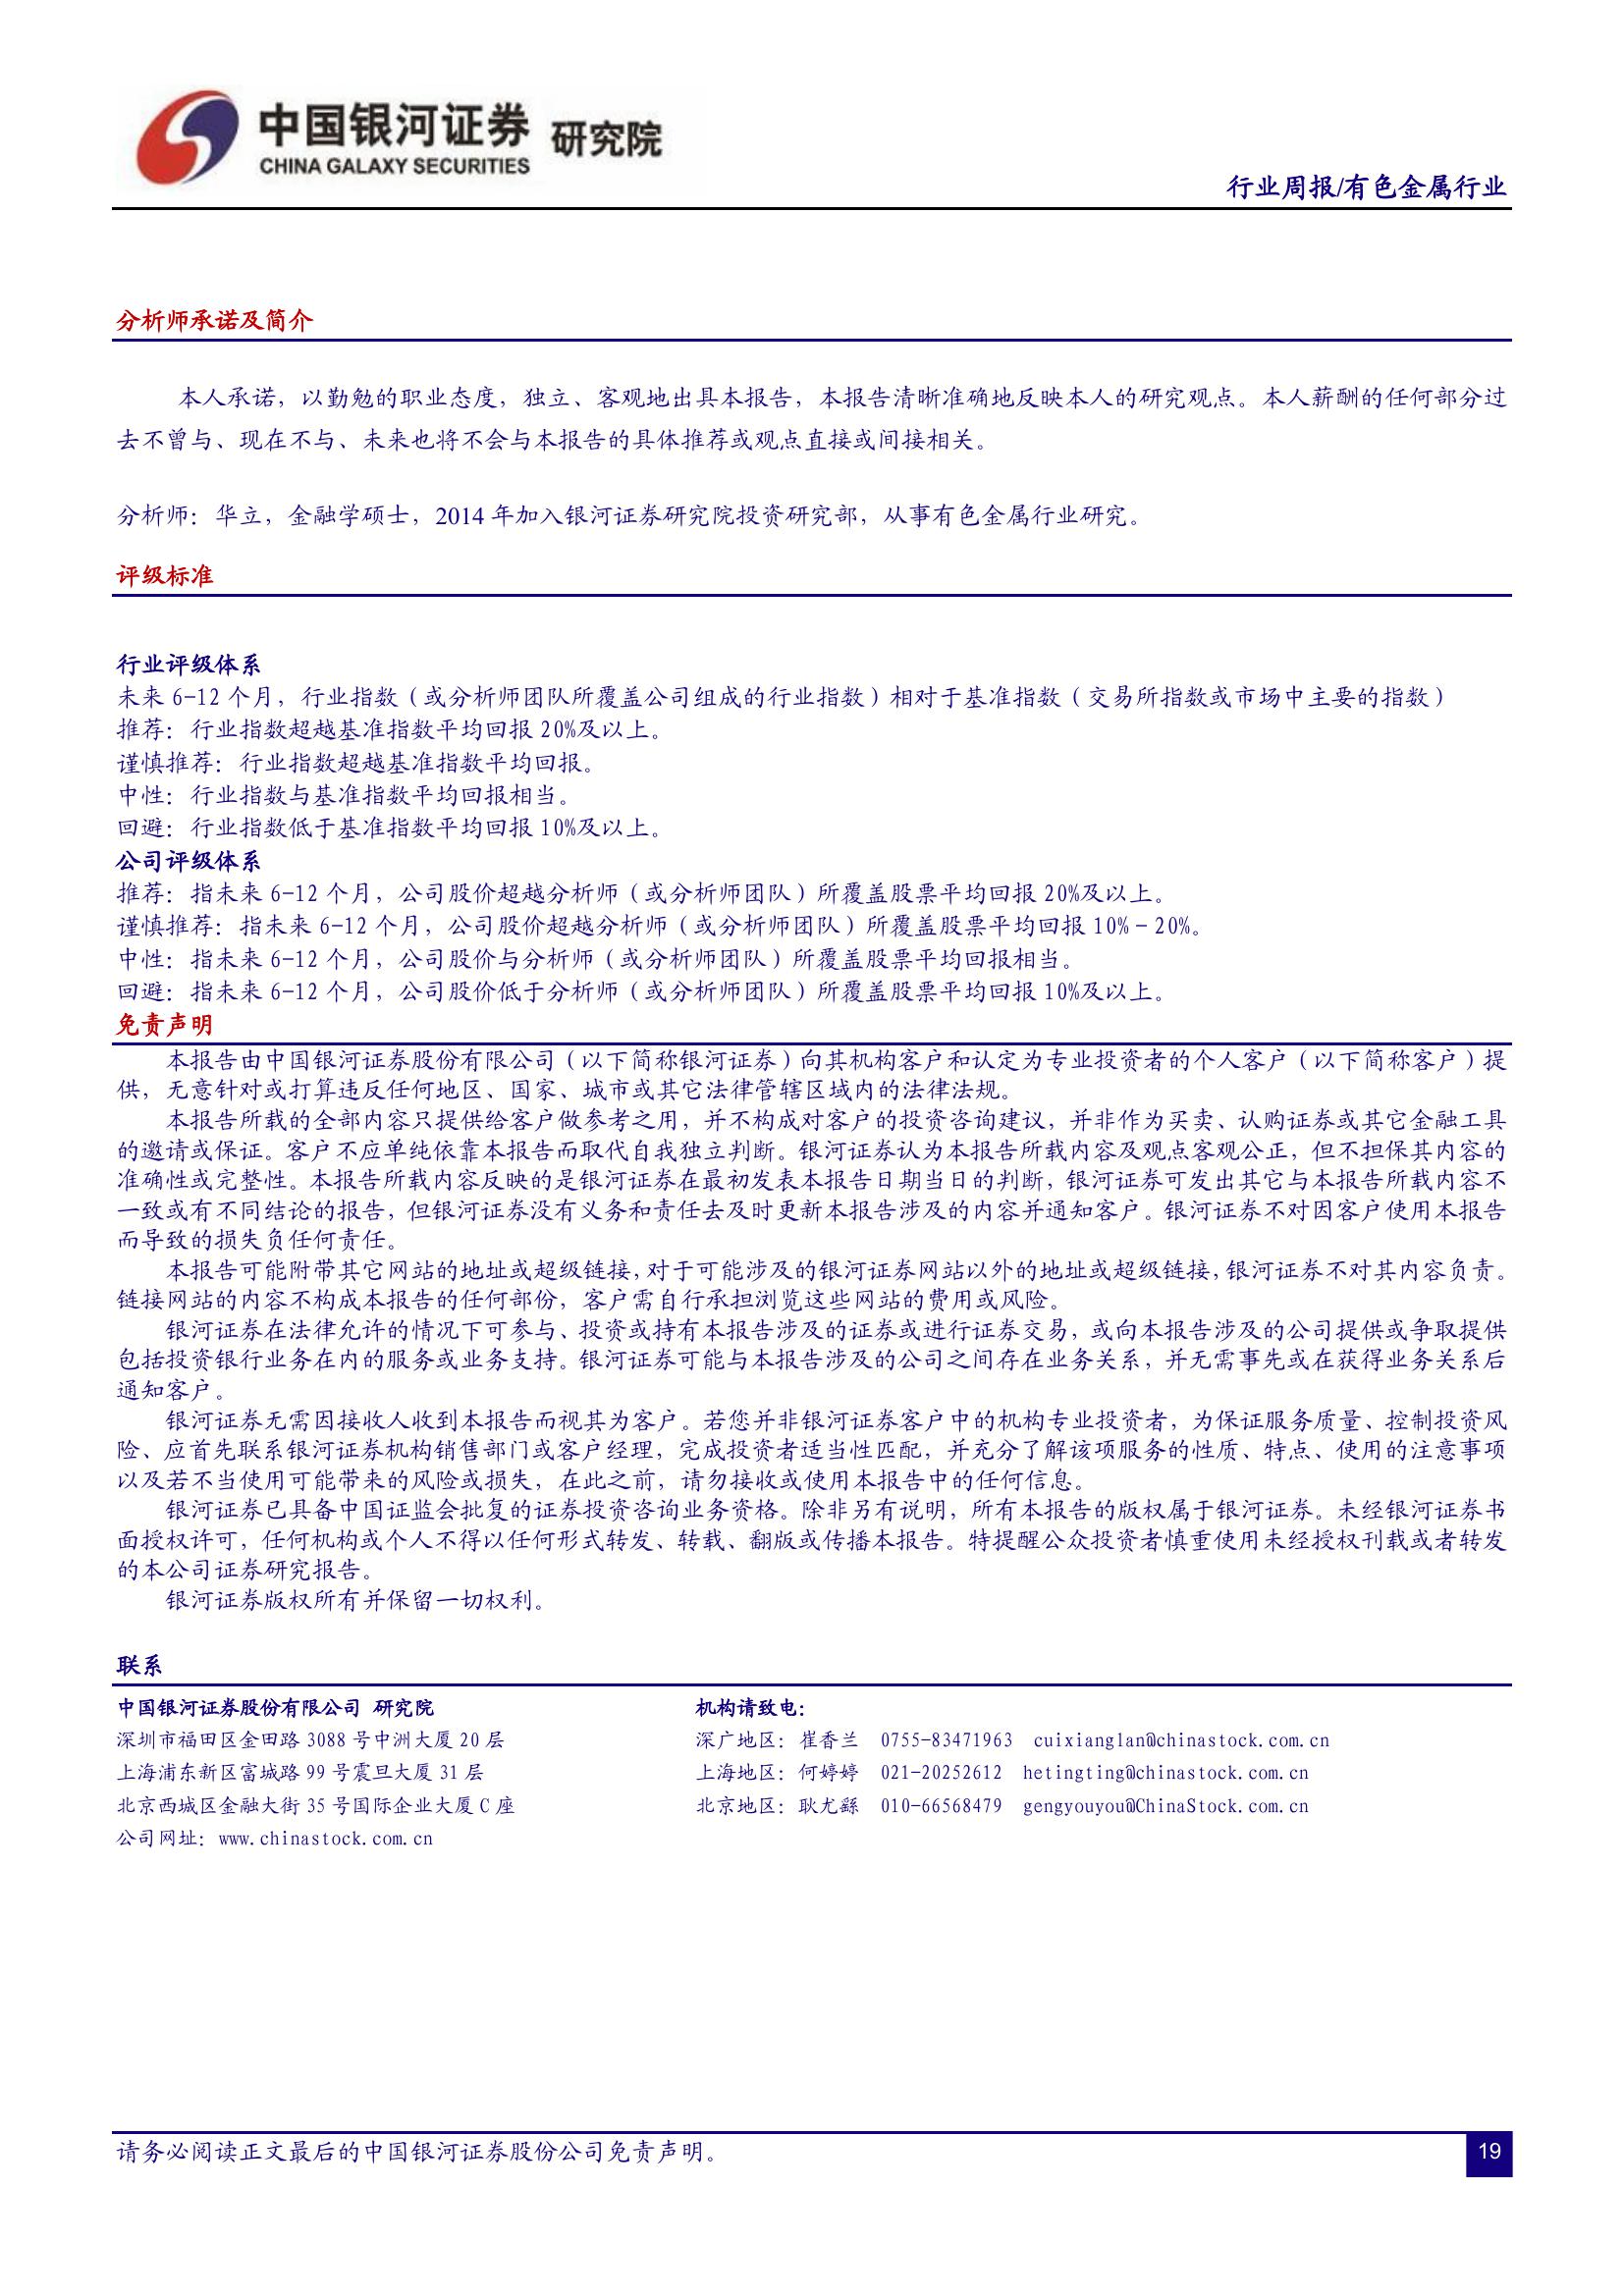 中国银河证券 研究院
CHINA GALAXY SECURITIES
行业周报/有色金属行业
分析师承诺及简介
本人承诺，以勤勉的职业态度，独立、客观地出具本报告，本报告清晰准确地反映本人的研究观点。本人薪酬的任何部分过
去不曾与、现在不与、未来也将不会与本报告的具体推荐或观点直接或间接相关。
分析师：华立，金融学硕士，2014 年加入银河证券研究院投资研究部，从事有色金属行业研究。
评级标准
行业评级体系
未来 6-12 个月，行业指数（或分析师团队所覆盖公司组成的行业指数）相对于基准指数（交易所指数或市场中主要的指数）
推荐：行业指数超越基准指数平均回报 20%及以上。
谨慎推荐：行业指数超越基准指数平均回报。
中性：行业指数与基准指数平均回报相当。
回避：行业指数低于基准指数平均回报 10%及以上。
公司评级体系
推荐：指未来 6-12 个月，公司股价超越分析师（或分析师团队）所覆盖股票平均回报 20%及以上。
谨慎推荐：指未来 6-12 个月，公司股价超越分析师（或分析师团队）所覆盖股票平均回报 10%－20%。
中性：指未来 6-12 个月，公司股价与分析师（或分析师团队）所覆盖股票平均回报相当。
回避：指未来 6-12 个月，公司股价低于分析师（或分析师团队）所覆盖股票平均回报 10%及以上。
免责声明
本报告由中国银河证券股份有限公司（以下简称银河证券）向其机构客户和认定为专业投资者的个人客户（以下简称客户）提
供，无意针对或打算违反任何地区、国家、城市或其它法律管辖区域内的法律法规。
本报告所载的全部内容只提供给客户做参考之用，并不构成对客户的投资咨询建议，并非作为买卖、认购证券或其它金融工具
的邀请或保证。客户不应单纯依靠本报告而取代自我独立判断。银河证券认为本报告所载内容及观点客观公正，但不担保其内容的
准确性或完整性。本报告所载内容反映的是银河证券在最初发表本报告日期当日的判断，银河证券可发出其它与本报告所载内容不
一致或有不同结论的报告，但银河证券没有义务和责任去及时更新本报告涉及的内容并通知客户。银河证券不对因客户使用本报告
而导致的损失负任何责任。
本报告可能附带其它网站的地址或超级链接，对于可能涉及的银河证券网站以外的地址或超级链接，银河证券不对其内容负责。
链接网站的内容不构成本报告的任何部份，客户需自行承担浏览这些网站的费用或风险。
银河证券在法律允许的情况下可参与、投资或持有本报告涉及的证券或进行证券交易，或向本报告涉及的公司提供或争取提供
包括投资银行业务在内的服务或业务支持。银河证券可能与本报告涉及的公司之间存在业务关系，并无需事先或在获得业务关系后
通知客户。
银河证券无需因接收人收到本报告而视其为客户。若您并非银河证券客户中的机构专业投资者，为保证服务质量、控制投资风
险、应首先联系银河证券机构销售部门或客户经理，完成投资者适当性匹配，并充分了解该项服务的性质、特点、使用的注意事项
以及若不当使用可能带来的风险或损失，在此之前，请勿接收或使用本报告中的任何信息。
银河证券已具备中国证监会批复的证券投资咨询业务资格。除非另有说明，所有本报告的版权属于银河证券。未经银河证券书
面授权许可，任何机构或个人不得以任何形式转发、转载、翻版或传播本报告。特提醒公众投资者慎重使用未经授权刊载或者转发
的本公司证券研究报告。
银河证券版权所有并保留一切权利。
联系
中国银河证券股份有限公司 研究院 机构请致电：
深圳市福田区金田路 3088 号中洲大厦 20 层 深广地区：崔香兰 0755-83471963 cuixianglan@chinastock.com.cn
上海浦东新区富城路 99 号震旦大厦 31 层 上海地区：何婷婷 021-20252612 hetingting@chinastock.com.cn
北京西城区金融大街 35 号国际企业大厦 C 座 北京地区：耿尤繇 010-66568479 gengyouyou@ChinaStock.com.cn
公司网址：www.chinastock.com.cn
请务必阅读正文最后的中国银河证券股份公司免责声明。
19